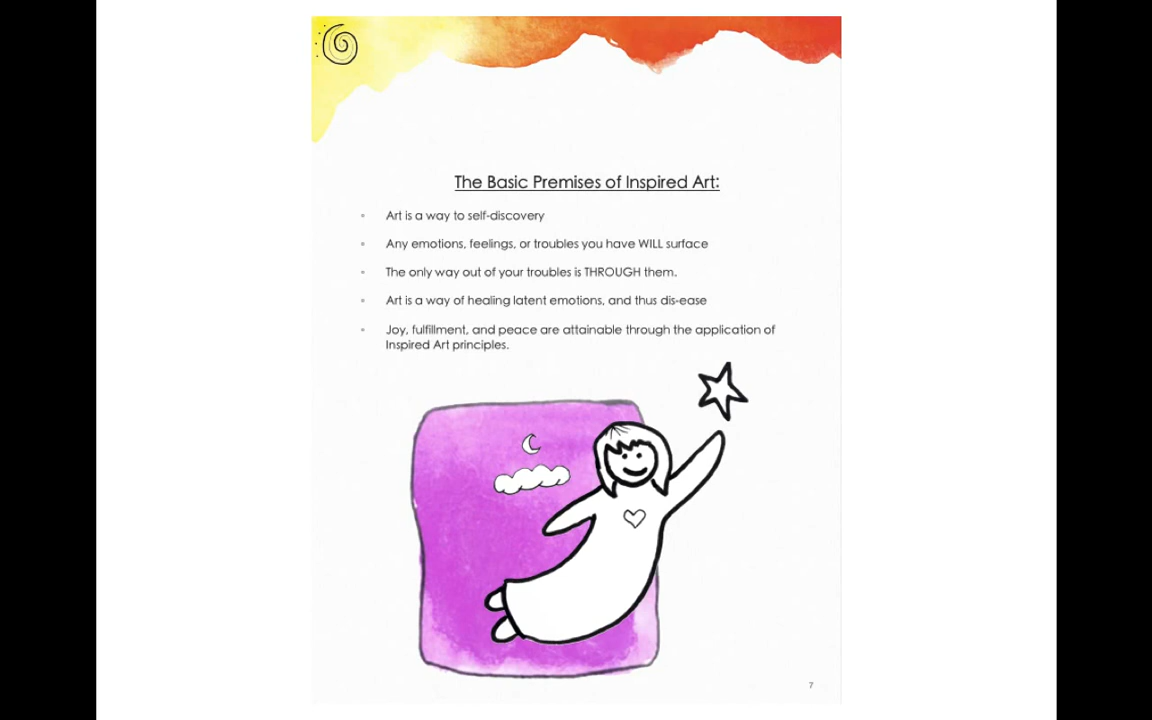 The Basic Premises of Inspired Art:
Art is a way to self-discovery
Any emotions, feelings, or troubles you have WILL surface
The only way out of your troubles is THROUGH them.
Art is a way of healing latent emotions, and thus dis-ease
Joy, fulfillment, and peace are attainable through the application of
Inspired Art principles.
7